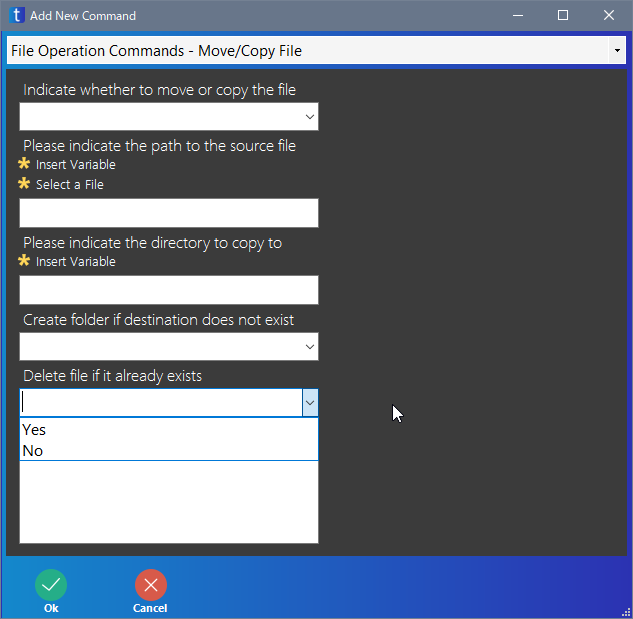 t Add New Command
File Operation Commands - Move/Copy File
Indicate whether to move or copy the file
Please indicate the path to the source file
* Insert Variable
* Select a File
Please indicate the directory to copy to
* Insert Variable
Create folder if destination does not exist
Delete file if it already exists
Yes
No
Ok Cancel